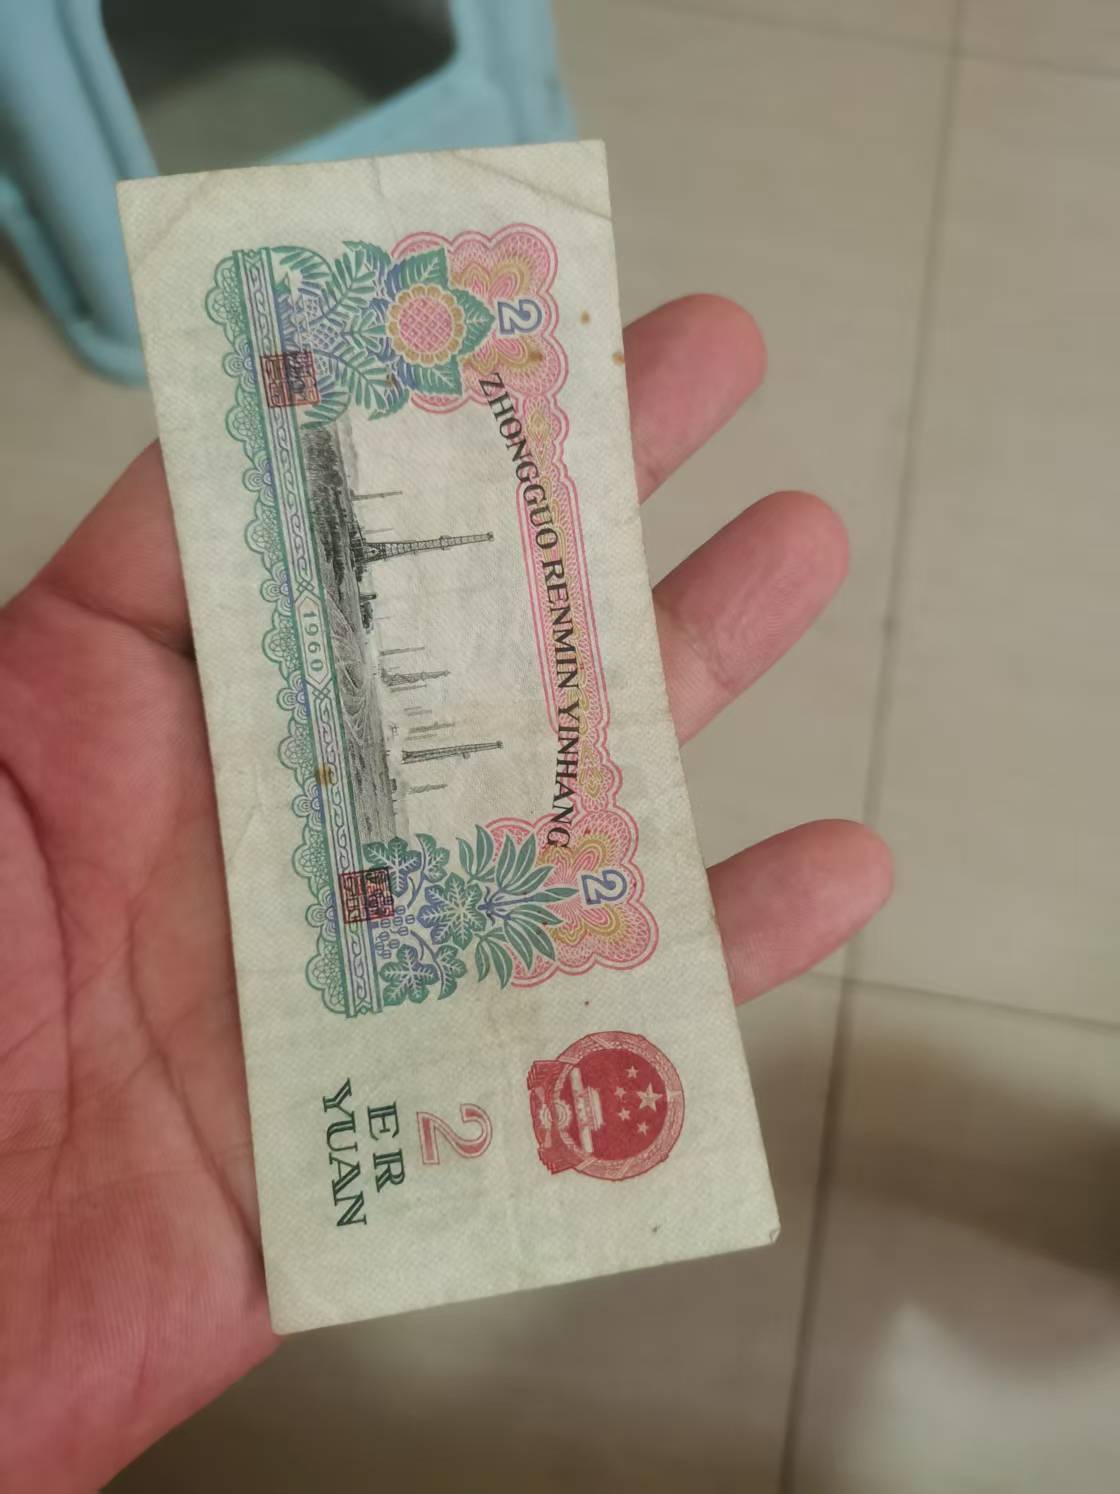 ZHONGGUO RENMIN YINHANG
2
2
1960
2
ER
YUAN